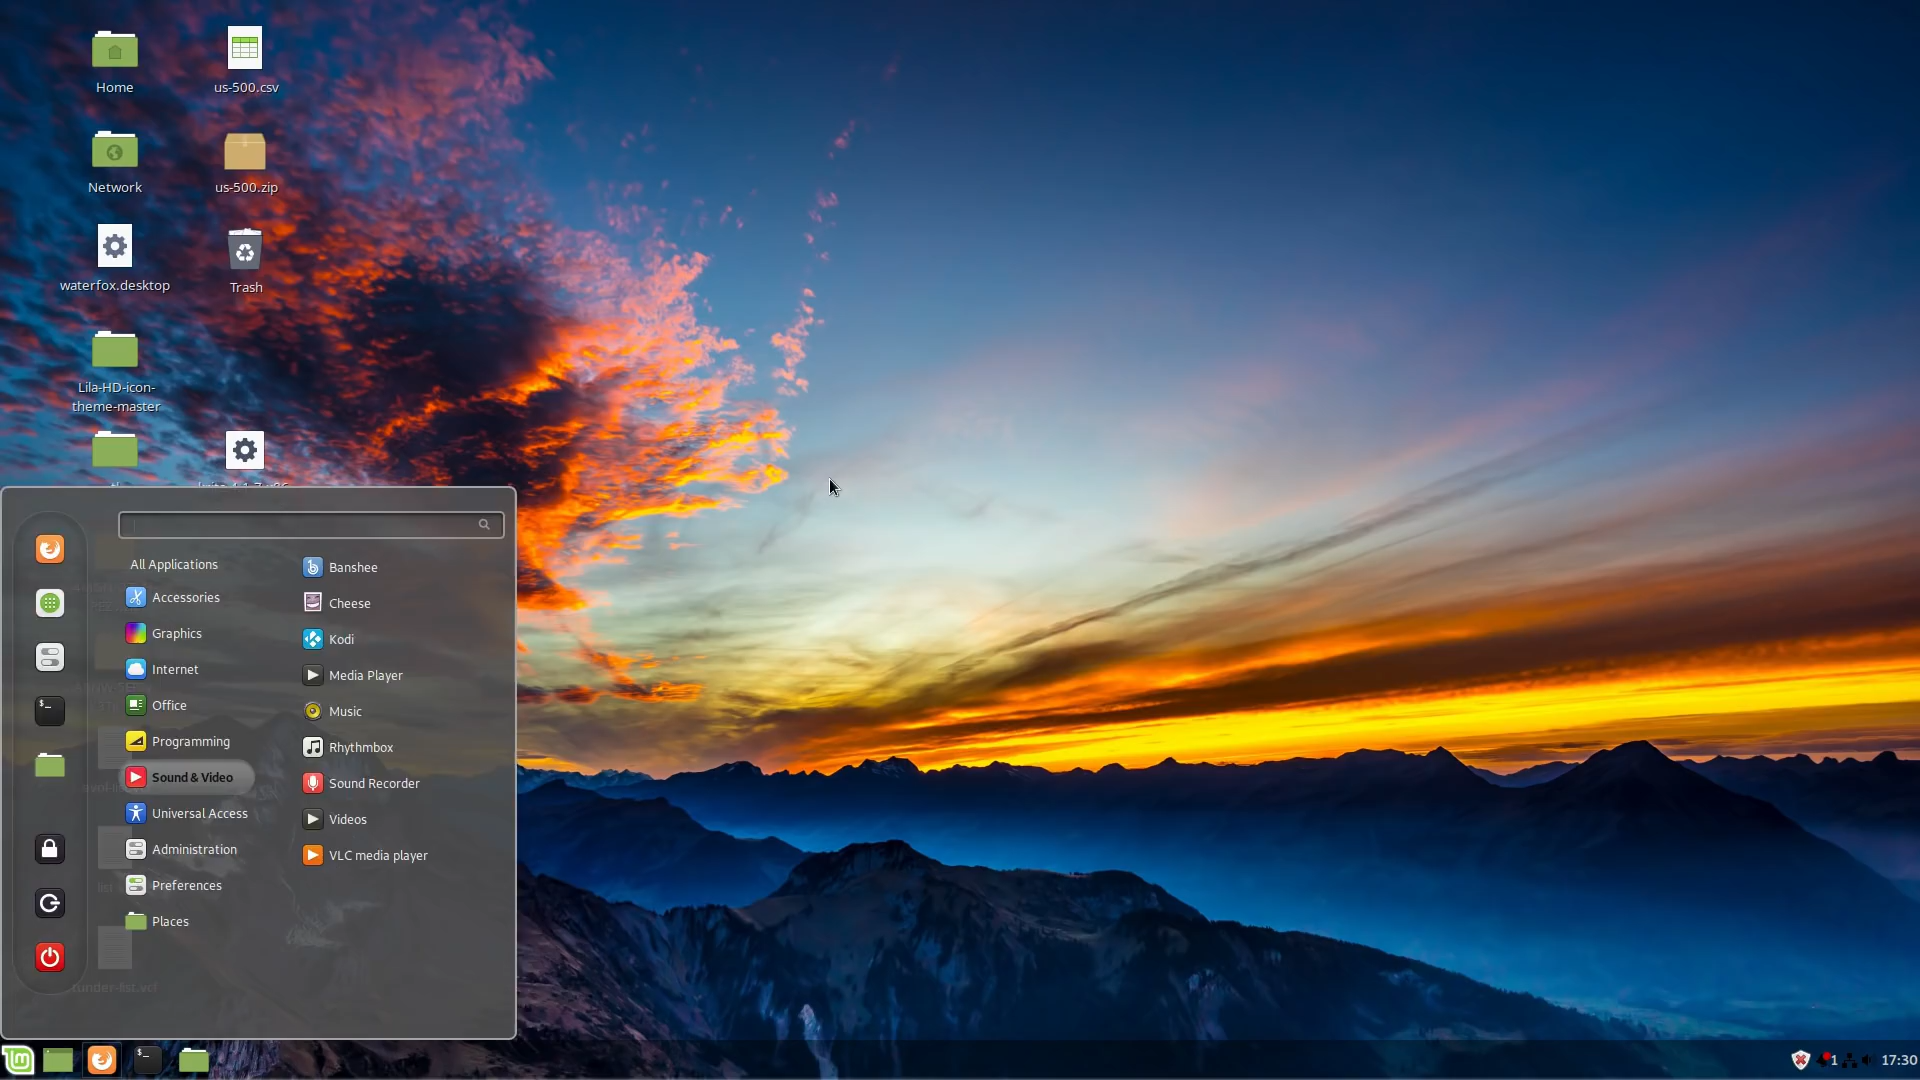 Home
us-500.csv
Network
us-500.zip
waterfox.desktop
Trash
Lila-HD-icon-
theme-master
All Applications
Accessories
Graphics
Internet
Office
Programming
Sound & Video
Universal Access
Administration
Preferences
Places
Banshee
Cheese
Kodi
Media Player
Music
Rhythmbox
Sound Recorder
Videos
VLC media player
$_
1
17:30